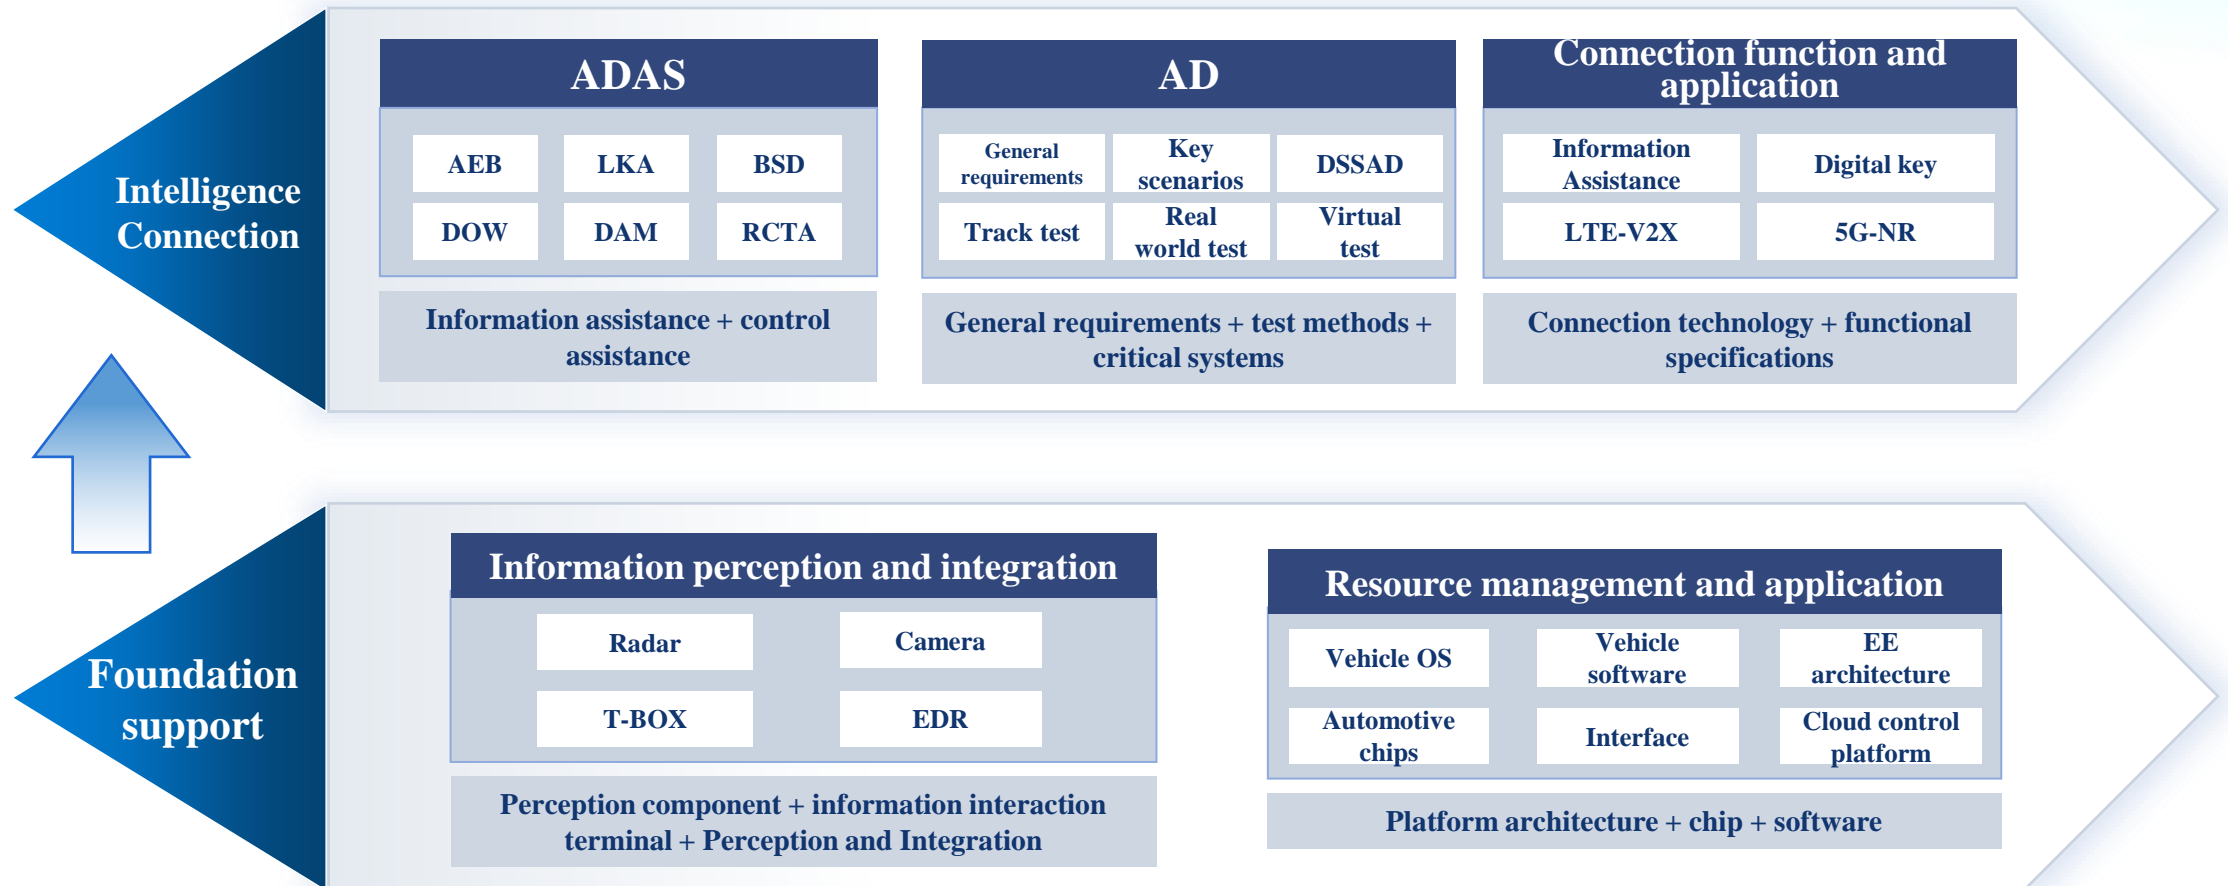 Intelligence
Connection
ADAS
AEB
LKA
BSD
DOW
DAM
RCTA
Information assistance + control
assistance
AD
General
requirements
Key
scenarios
DSSAD
Track test
Real
world test
Virtual
test
General requirements + test methods +
critical systems
Connection function and
application
Information
Assistance
Digital key
LTE-V2X
5G-NR
Connection technology + functional
specifications
Foundation
support
Information perception and integration
Radar
Camera
T-BOX
EDR
Perception component + information interaction
terminal + Perception and Integration
Resource management and application
Vehicle OS
Vehicle
software
EE
architecture
Automotive
chips
Interface
Cloud control
platform
Platform architecture + chip + software